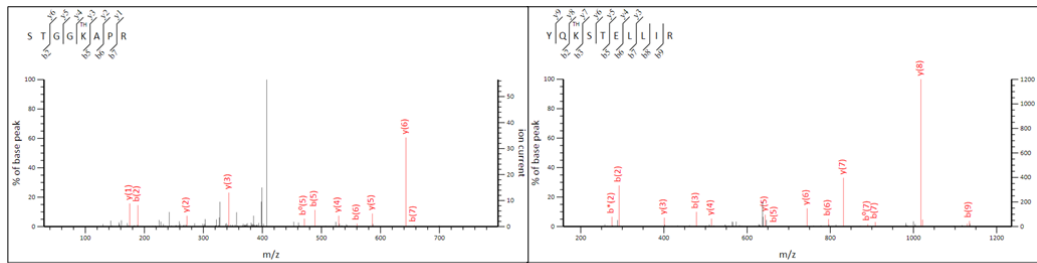 y6 y5 y4 y3 y2 y1
TH
S T G G K A P R
b2 b5 b6 b7
100
80
60
40
20
0
% of base peak
y(1)
b(2)
y(2)
y(3)
b⁰(5)
b(5)
y(4)
b(6)
y(5)
y(6)
b(7)
50
40
30
20
10
0
ion current
100 200 300 400 500 600 700
m/z
y9 y8 y7 y6 y5 y4 y3
TH
Y Q K S T E L L I R
b2 b3 b5 b6 b7 b8 b9
100
80
60
40
20
0
% of base peak
b*(2)
b(2)
y(3)
b(3)
y(4)
y(5)
b(5)
y(6)
b(6)
y(7)
b⁰(7)
b(7)
y(8)
b(9)
1200
1000
800
600
400
200
0
200 400 600 800 1000 1200
m/z